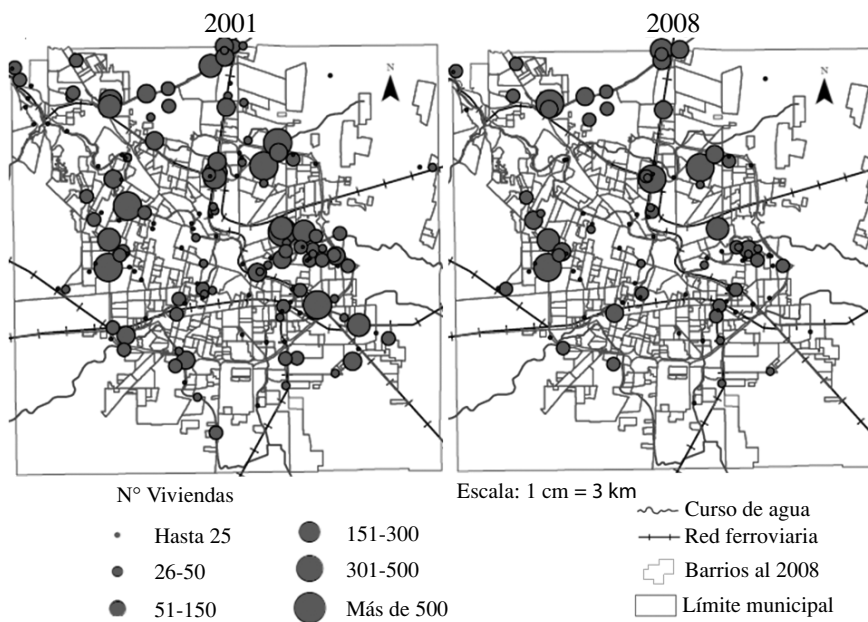 2001
2008
N
N
N° Viviendas
Hasta 25
26-50
51-150
151-300
301-500
Más de 500
Escala: 1 cm = 3 km
Curso de agua
Red ferroviaria
Barrios al 2008
Límite municipal